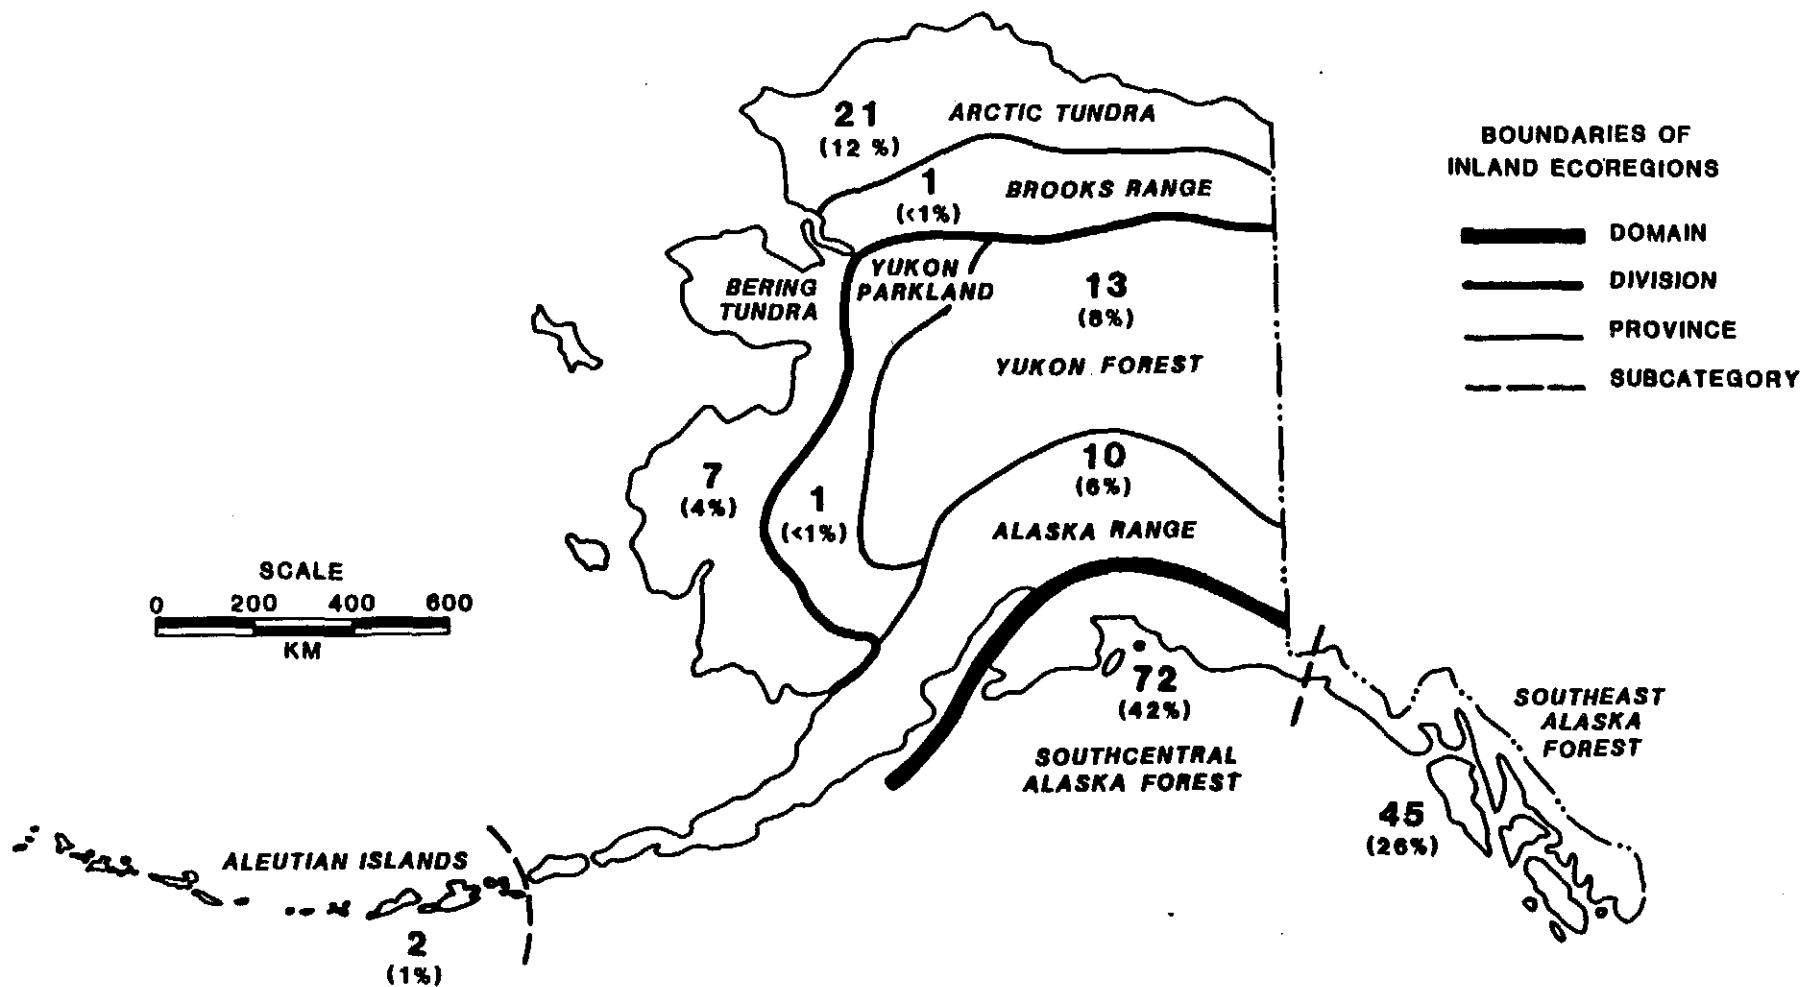 21
(12 %)
ARCTIC TUNDRA
1
(<1%)
BROOKS RANGE
BERING
TUNDRA
YUKON
PARKLAND
13
(8%)
YUKON FOREST
7
(4%)
1
(<1%)
10
(6%)
ALASKA RANGE
72
(42%)
SOUTHCENTRAL
ALASKA FOREST
SOUTHEAST
ALASKA
FOREST
45
(26%)
ALEUTIAN ISLANDS
2
(1%)
SCALE
0 200 400 600
KM
BOUNDARIES OF
INLAND ECOREGIONS
DOMAIN
DIVISION
PROVINCE
SUBCATEGORY